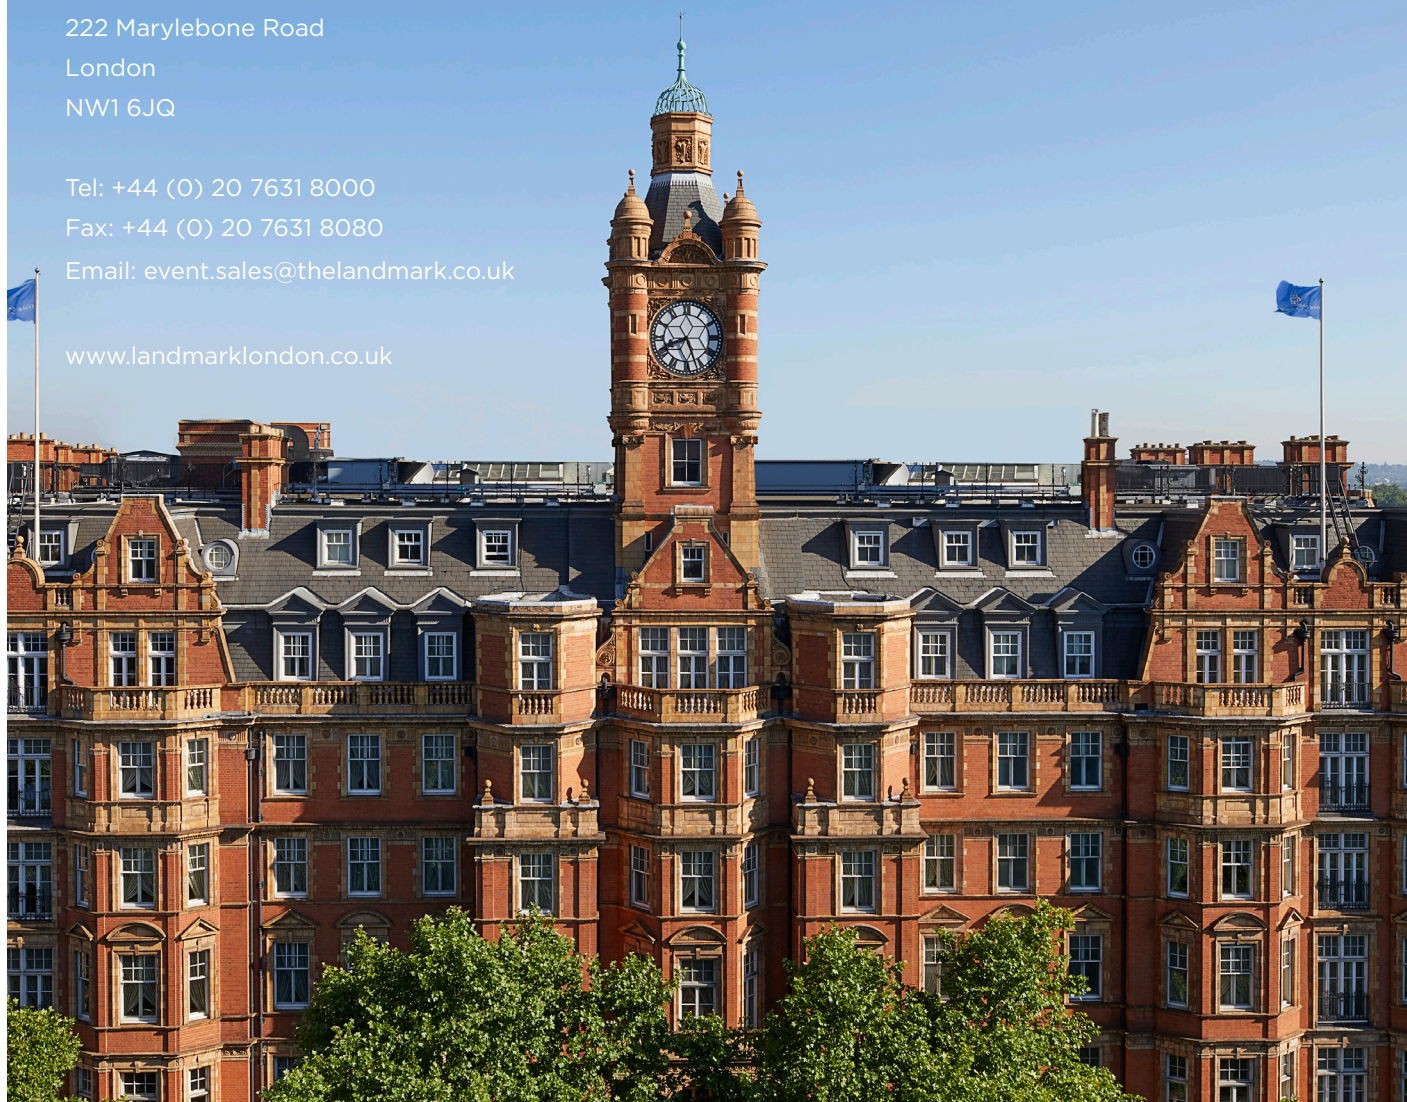 222 Marylebone Road
London
NW1 6JQ
Tel: +44 (0) 20 7631 8000
Fax: +44 (0) 20 7631 8080
Email: event.sales@thelandmark.co.uk
www.landmarklondon.co.uk